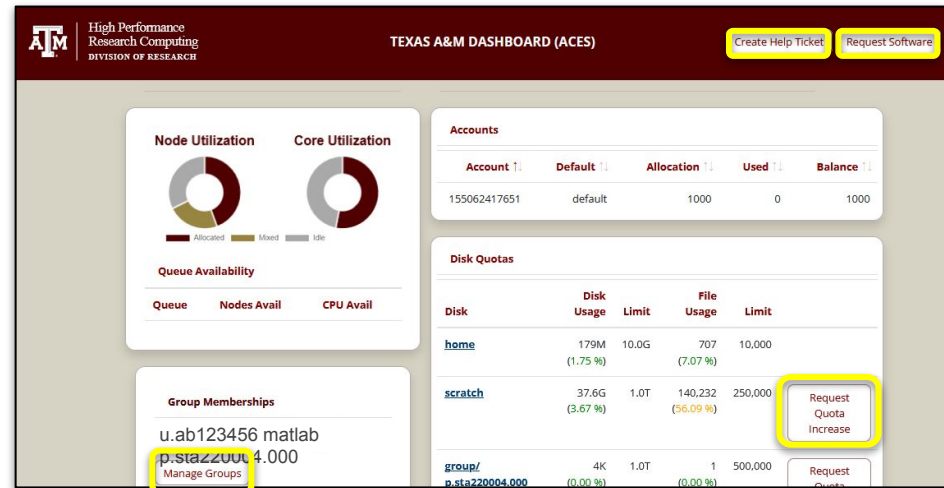 High Performance
Research Computing
DIVISION OF RESEARCH
ĀM
TEXAS A&M DASHBOARD (ACES)
Create Help Ticket
Request Software
Node Utilization Core Utilization
Allocated Mixed Idle
Queue Availability
Queue Nodes Avail CPU Avail
Group Memberships
u.ab123456 matlab
p.sta220004.000
Manage Groups
Accounts
Account ↑↓ Default ↑↓ Allocation ↑↓ Used ↑↓ Balance ↑↓
155062417651 default 1000 0 1000
Disk Quotas
Disk Disk Usage Limit File Usage Limit
home 179M 10.0G 707 10,000
(1.75 %) (7.07 %)
scratch 37.6G 1.0T 140,232 250,000
(3.67 %) (56.09 %)
Request
Quota
Increase
group/ 4K 1.0T 1 500,000
p.sta220004.000 (0.00 %) (0.00 %)
Request
Quota